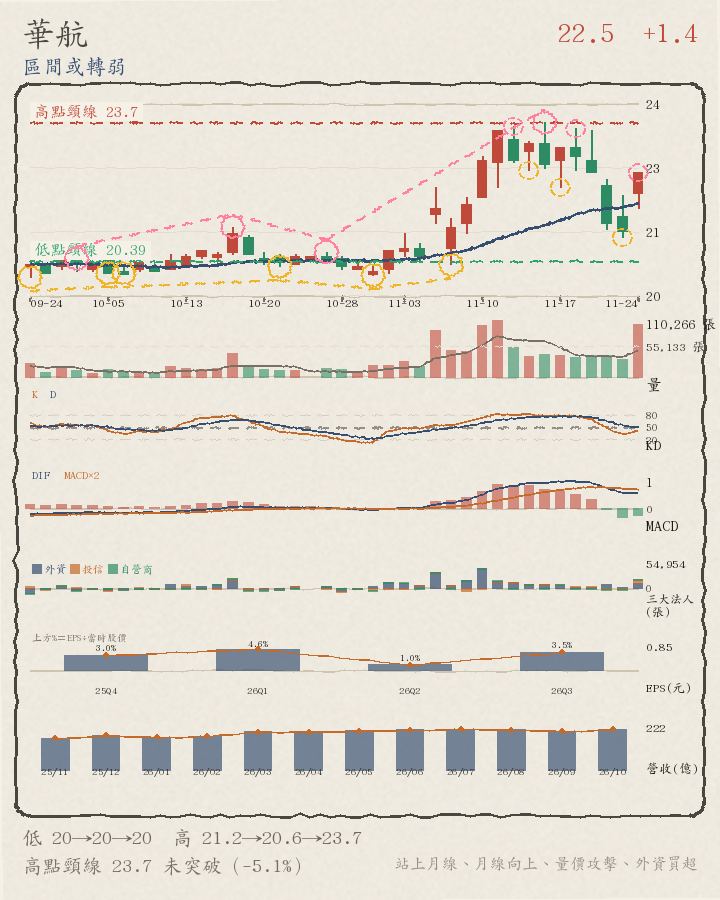 華航
22.5 +1.4
區間或轉弱
高點頸線 23.7
24
23
21
20
低點頸線 20.39
09-24 10-05 10-13 10-20 10-28 11-03 11-10 11-17 11-24
110,266 張
55,133 張
量
K D
80
50
20
KD
DIF MACD×2
1
0
MACD
外資 投信 自營商
54,954
0
三大法人
(張)
上方%=EPS÷當時股價
3.0% 4.6% 1.0% 3.5%
0.85
25Q4 26Q1 26Q2 26Q3
EPS(元)
222
25/11 25/12 26/01 26/02 26/03 26/04 26/05 26/06 26/07 26/08 26/09 26/10
營收(億)
低 20→20→20 高 21.2→20.6→23.7
高點頸線 23.7 未突破 (-5.1%)
站上月線、月線向上、量價攻擊、外資買超